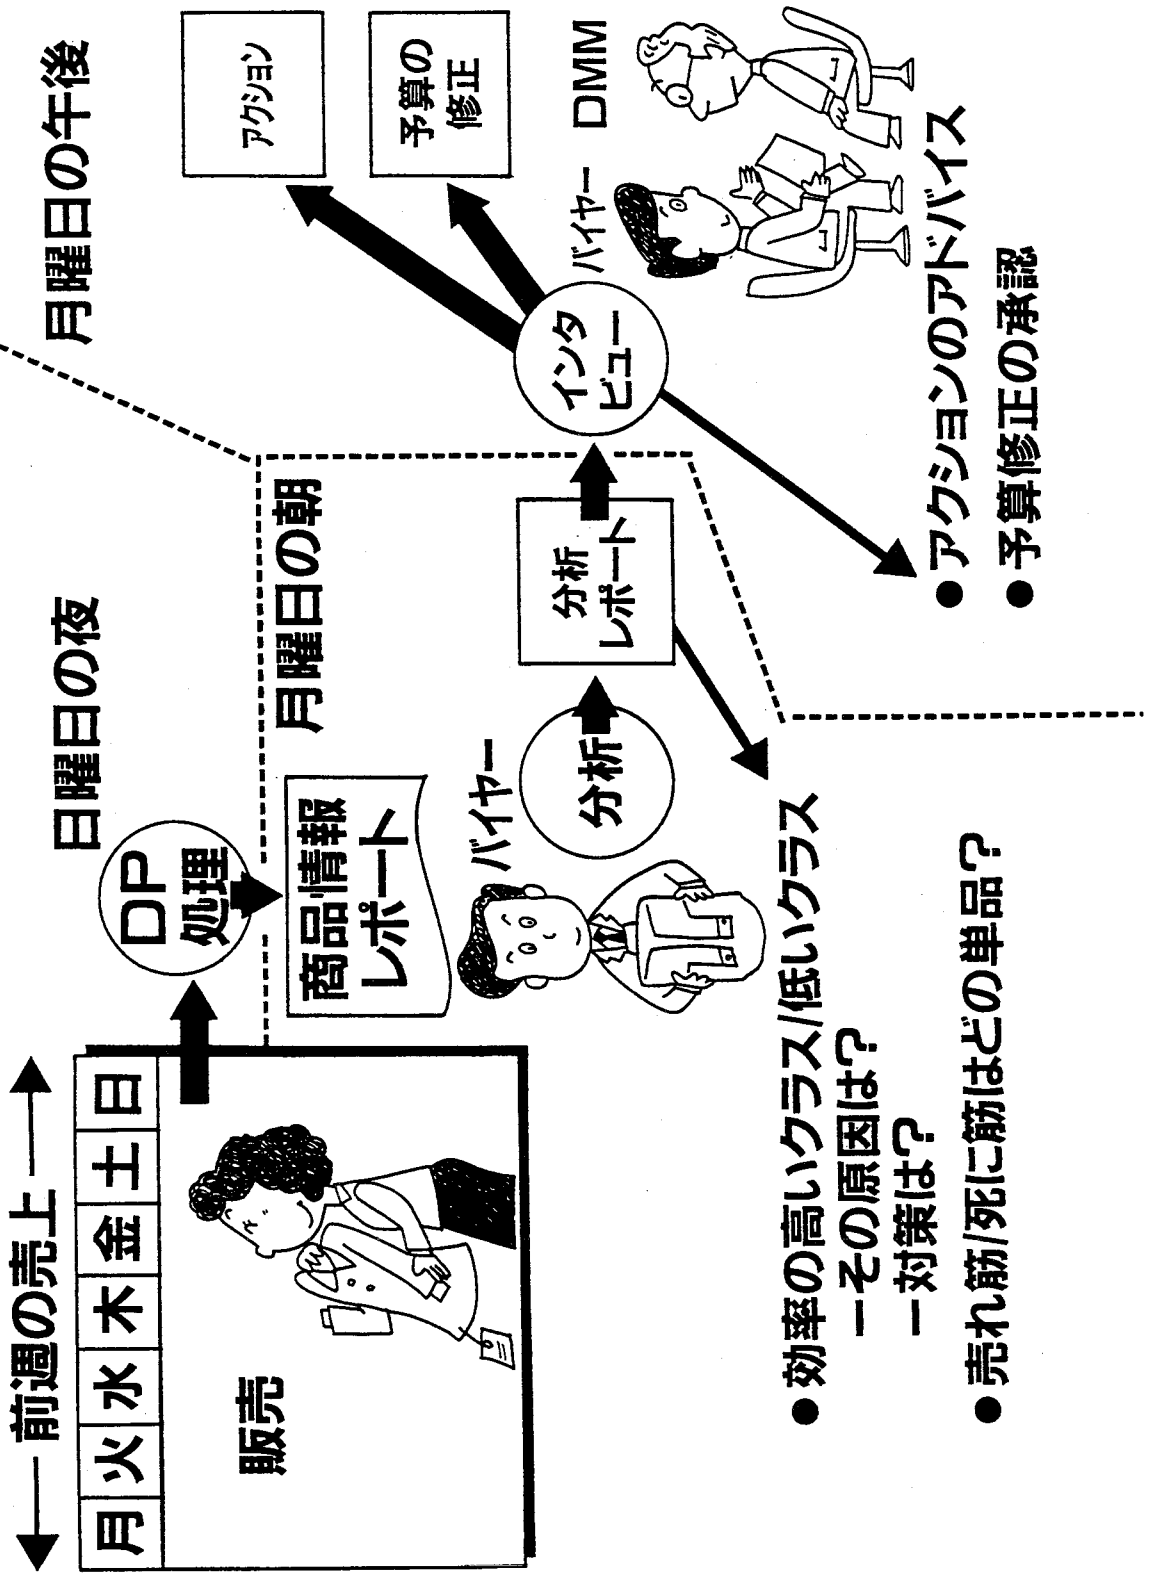 前週の売上
月 火 水 木 金 土 日
販売
日曜日の夜
DP
処理
月曜日の朝
商品情報
レポート
バイヤー
分析
分析
レポート
●効率の高いクラス/低いクラス
ーその原因は?
ー対策は?
●売れ筋/死に筋はどの単品?
月曜日の午後
インタ
ビュー
アクション
予算の
修正
バイヤー
DMM
●アクションのアドバイス
●予算修正の承認